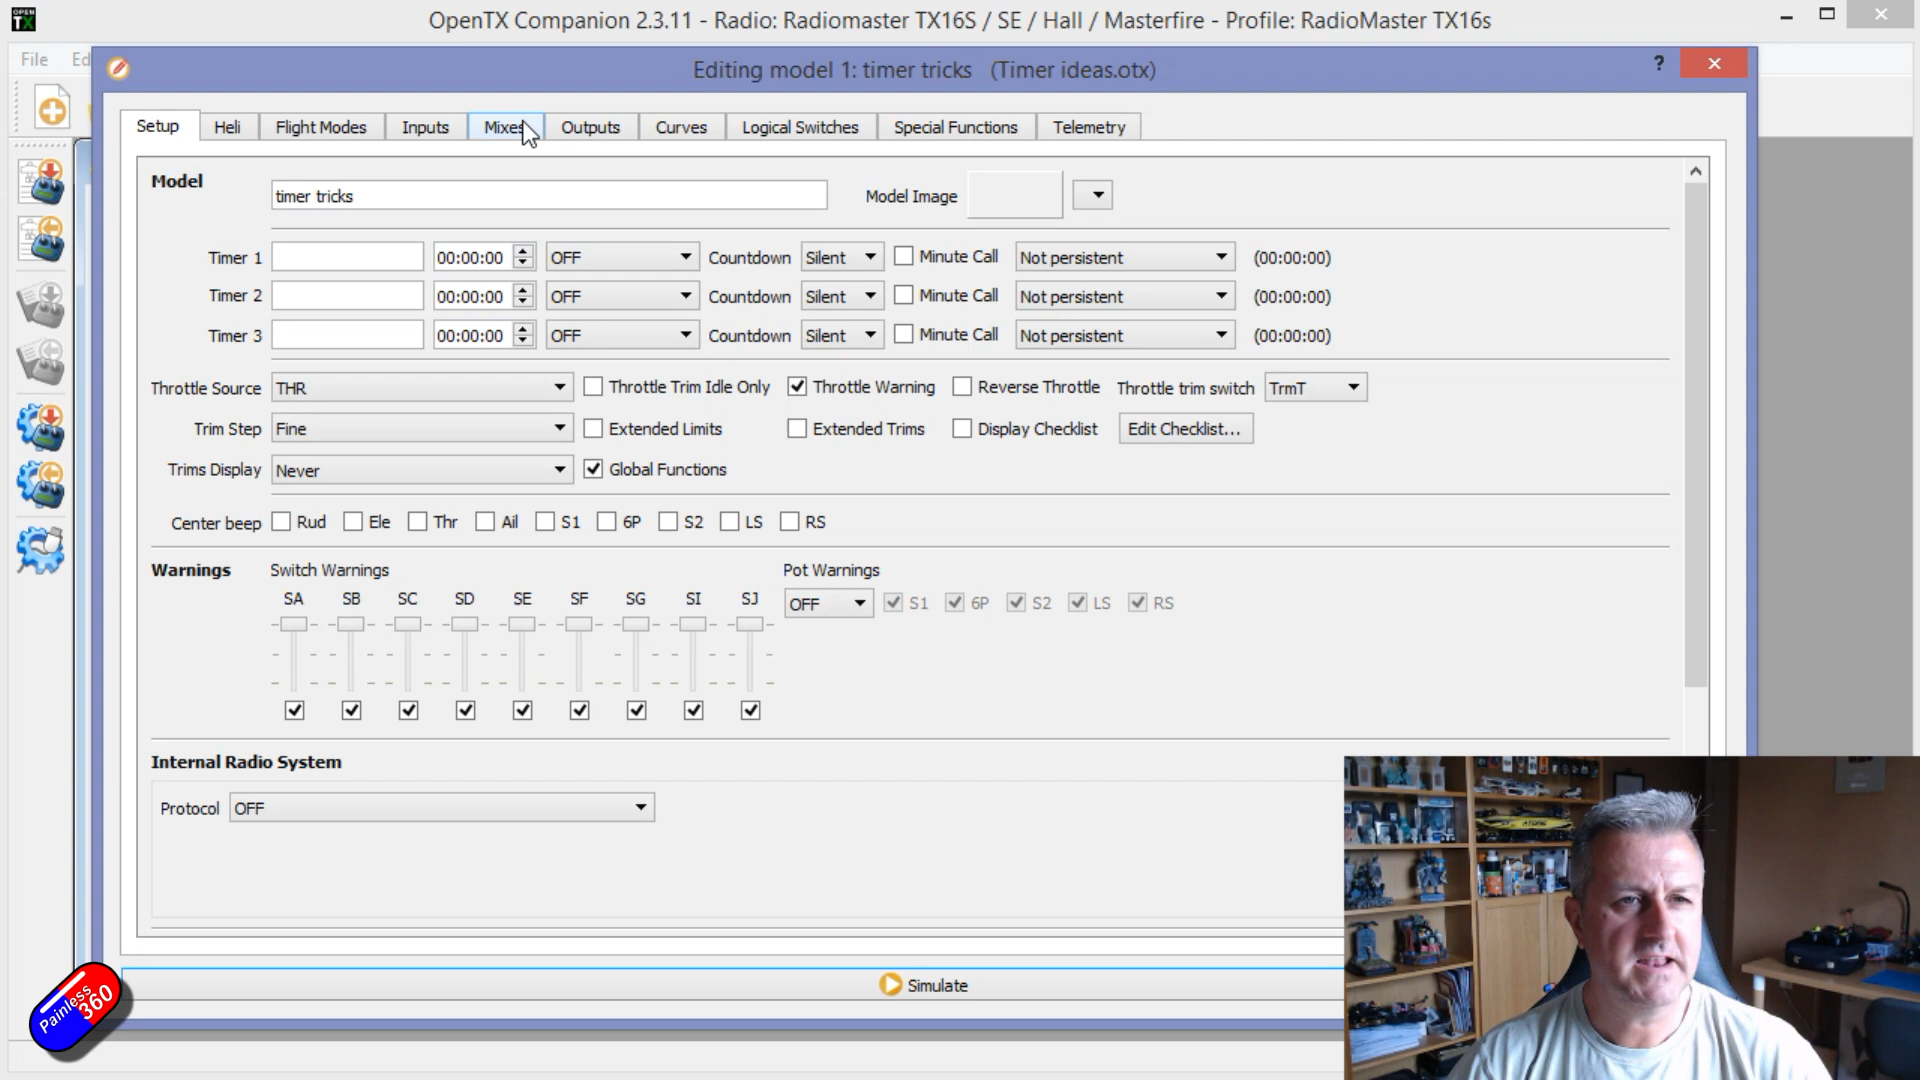 OPEN TX
OpenTX Companion 2.3.11 - Radio: Radiomaster TX16S / SE / Hall / Masterfire - Profile: RadioMaster TX16s
File Ed
Editing model 1: timer tricks (Timer ideas.otx)
?
Setup Heli Flight Modes Inputs Mixes Outputs Curves Logical Switches Special Functions Telemetry
Model timer tricks Model Image
Timer 1 00:00:00 OFF Countdown Silent Minute Call Not persistent (00:00:00)
Timer 2 00:00:00 OFF Countdown Silent Minute Call Not persistent (00:00:00)
Timer 3 00:00:00 OFF Countdown Silent Minute Call Not persistent (00:00:00)
Throttle Source THR Throttle Trim Idle Only Throttle Warning Reverse Throttle Throttle trim switch TrmT
Trim Step Fine Extended Limits Extended Trims Display Checklist Edit Checklist...
Trims Display Never Global Functions
Center beep Rud Ele Thr Ail S1 6P S2 LS RS
Warnings Switch Warnings Pot Warnings
SA SB SC SD SE SF SG SI SJ OFF S1 6P S2 LS RS
Internal Radio System
Protocol OFF
Simulate
Painless 360